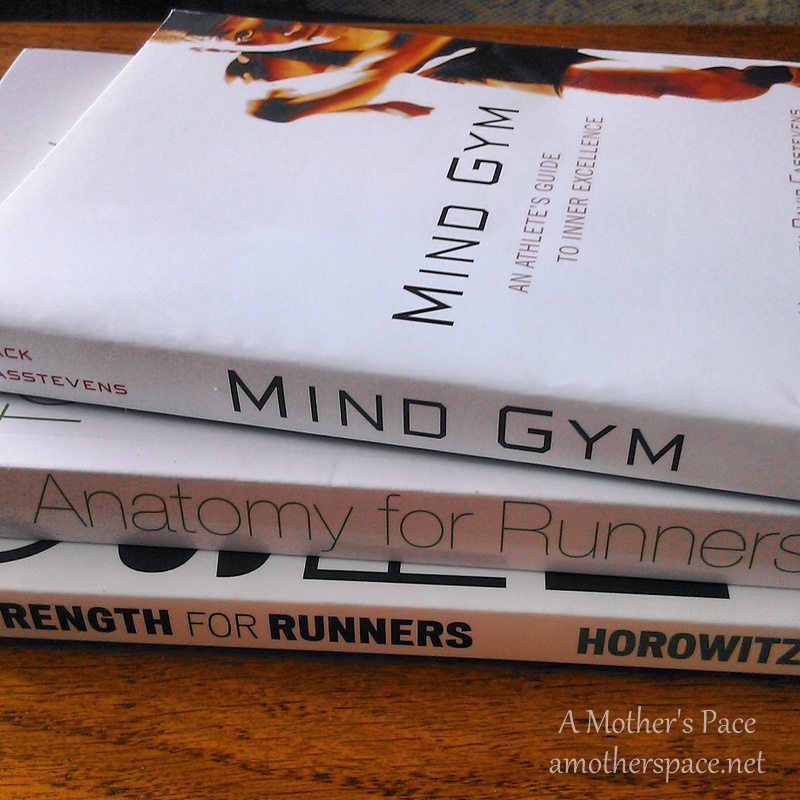 MIND GYM
AN ATHLETE'S GUIDE
TO INNER EXCELLENCE
ACK
ASSTEVENS
MIND GYM
Anatomy for Runners
RENGTH FOR RUNNERS HOROWITZ
A Mother's Pace
amotherspace.net